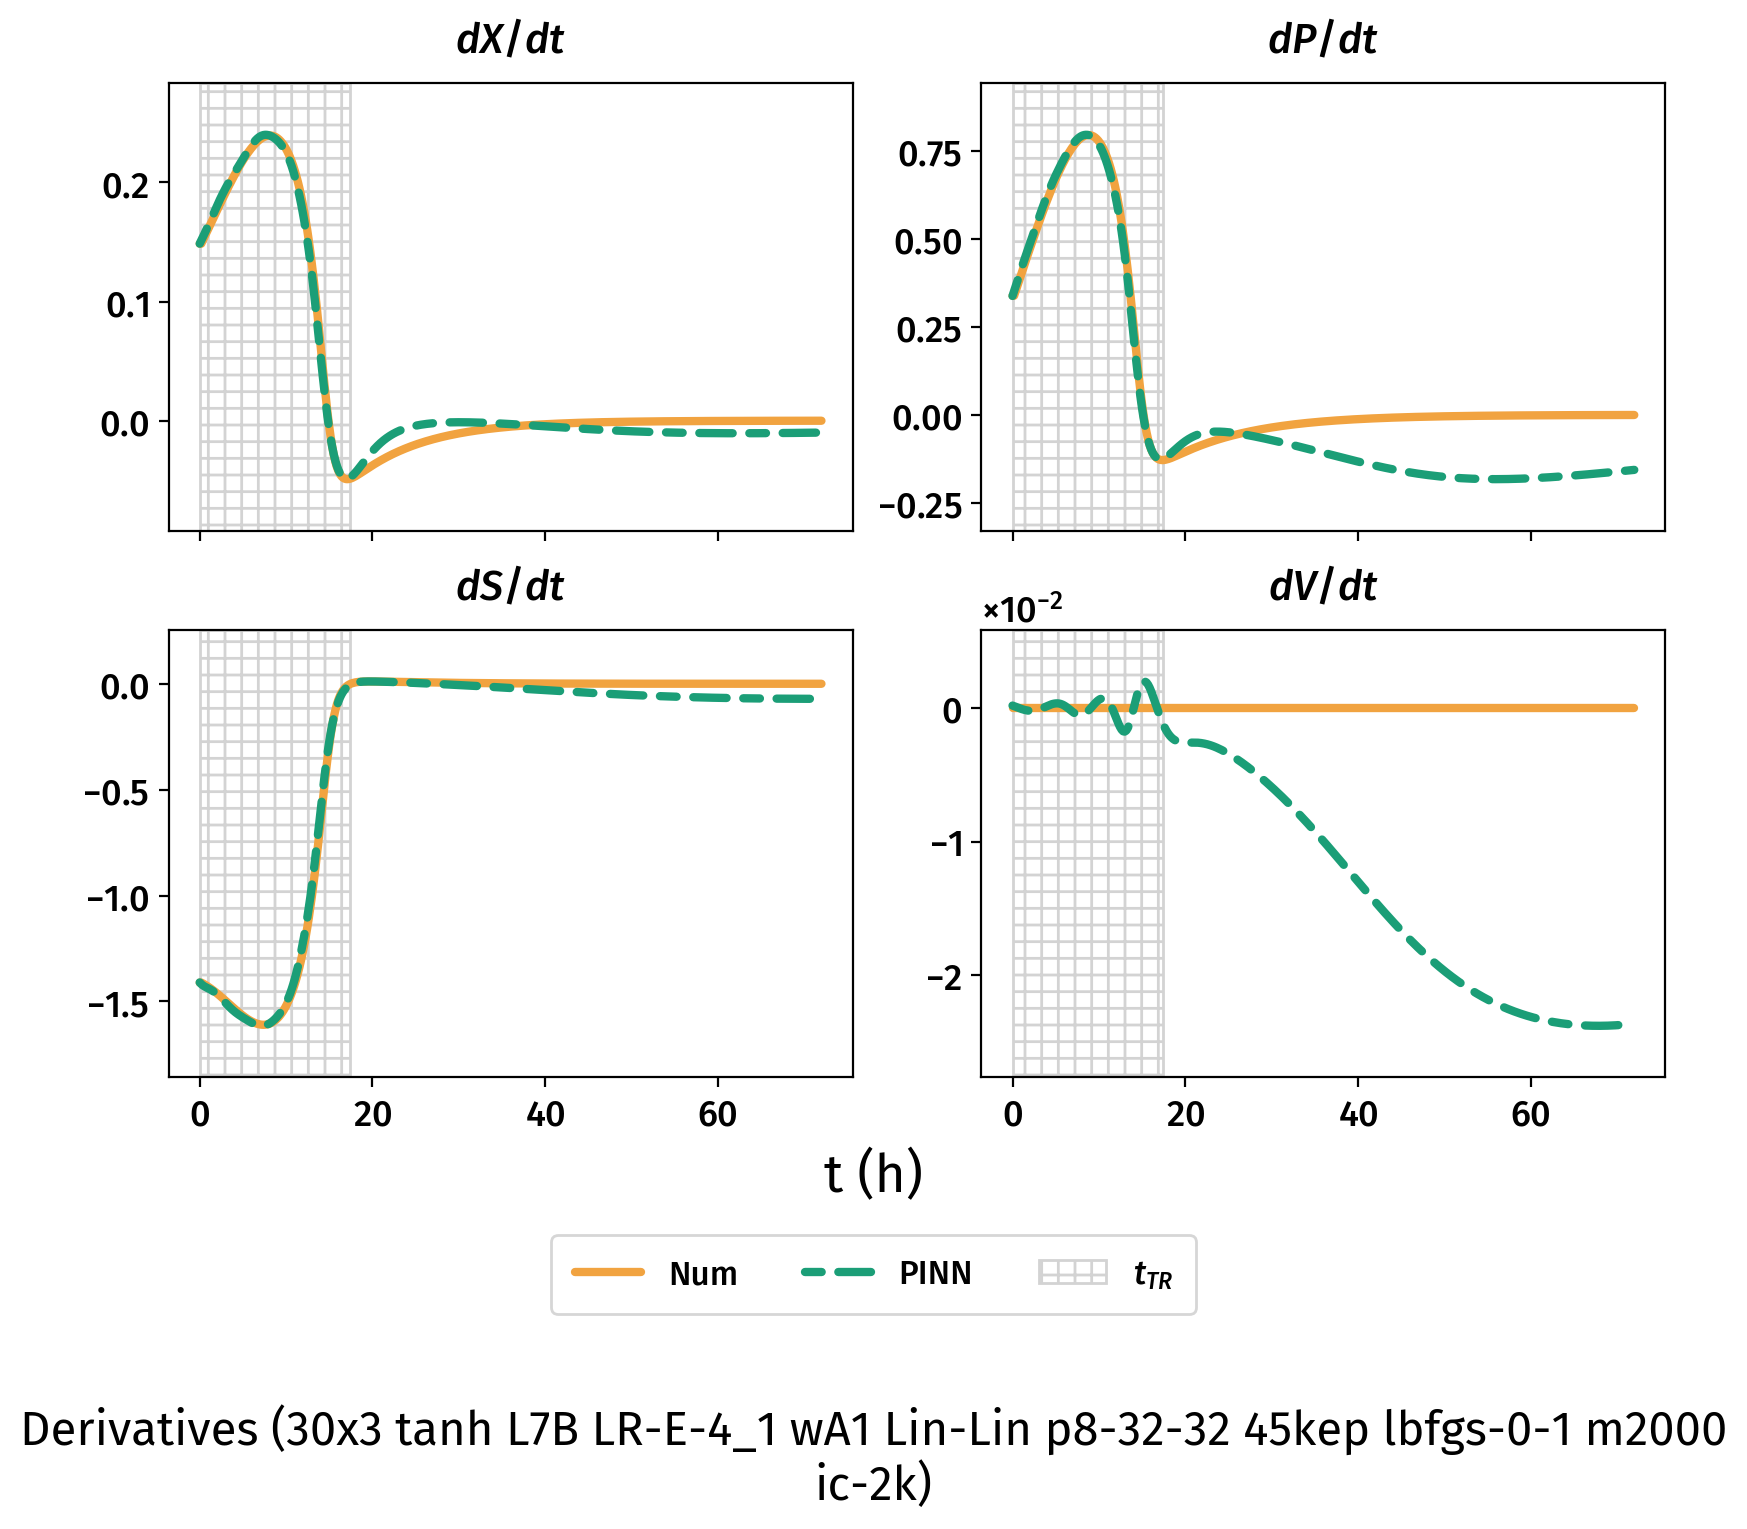 dX/dt
dP/dt
0.2
0.1
0.0
0.75
0.50
0.25
0.00
−0.25
dS/dt
dV/dt
×10⁻²
0.0
−0.5
−1.0
−1.5
0
−1
−2
0 20 40 60
0 20 40 60
t (h)
Num PINN t_TR
Derivatives (30x3 tanh L7B LR-E-4_1 wA1 Lin-Lin p8-32-32 45kep lbfgs-0-1 m2000
ic-2k)